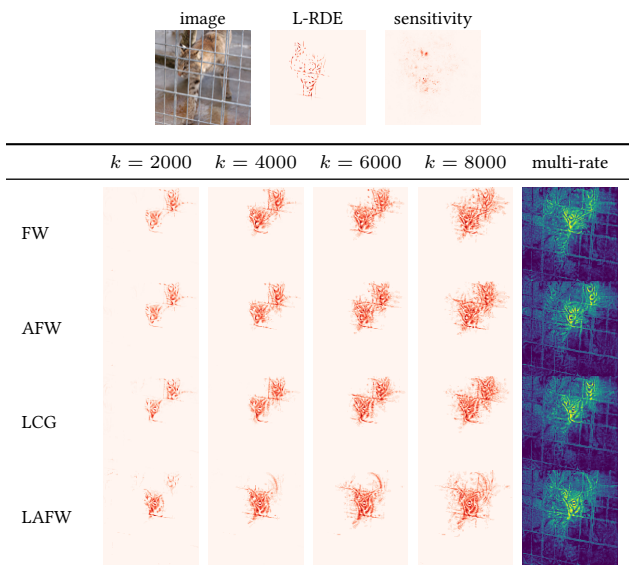 image L-RDE sensitivity
k = 2000 k = 4000 k = 6000 k = 8000 multi-rate
FW
AFW
LCG
LAFW